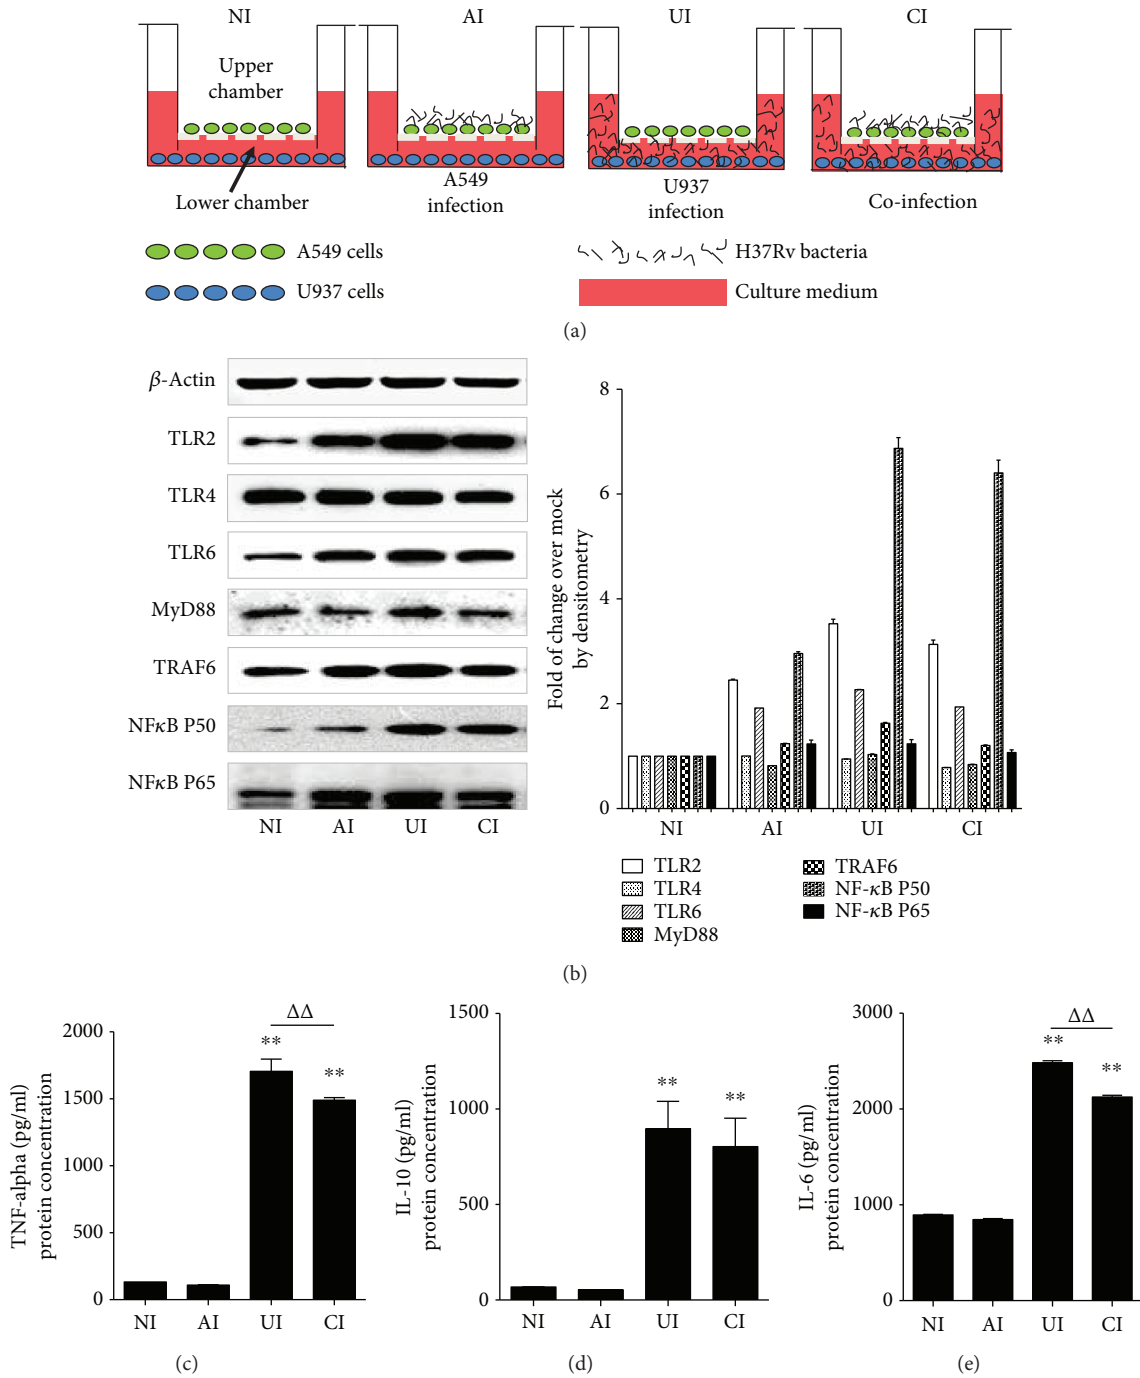 NI
AI
UI
CI
Upper
chamber
Lower chamber
A549
infection
U937
infection
Co-infection
A549 cells
U937 cells
H37Rv bacteria
Culture medium
(a)
β-Actin
TLR2
TLR4
TLR6
MyD88
TRAF6
NFκB P50
NFκB P65
NI AI UI CI
Fold of change over mock
by densitometry
8
6
4
2
0
NI AI UI CI
TLR2
TLR4
TLR6
MyD88
TRAF6
NF-κB P50
NF-κB P65
(b)
TNF-alpha (pg/ml)
protein concentration
2000
1500
1000
500
0
ΔΔ
**
**
NI AI UI CI
(c)
IL-10 (pg/ml)
protein concentration
1500
1000
500
0
**
**
NI AI UI CI
(d)
IL-6 (pg/ml)
protein concentration
3000
2000
1000
0
ΔΔ
**
**
NI AI UI CI
(e)